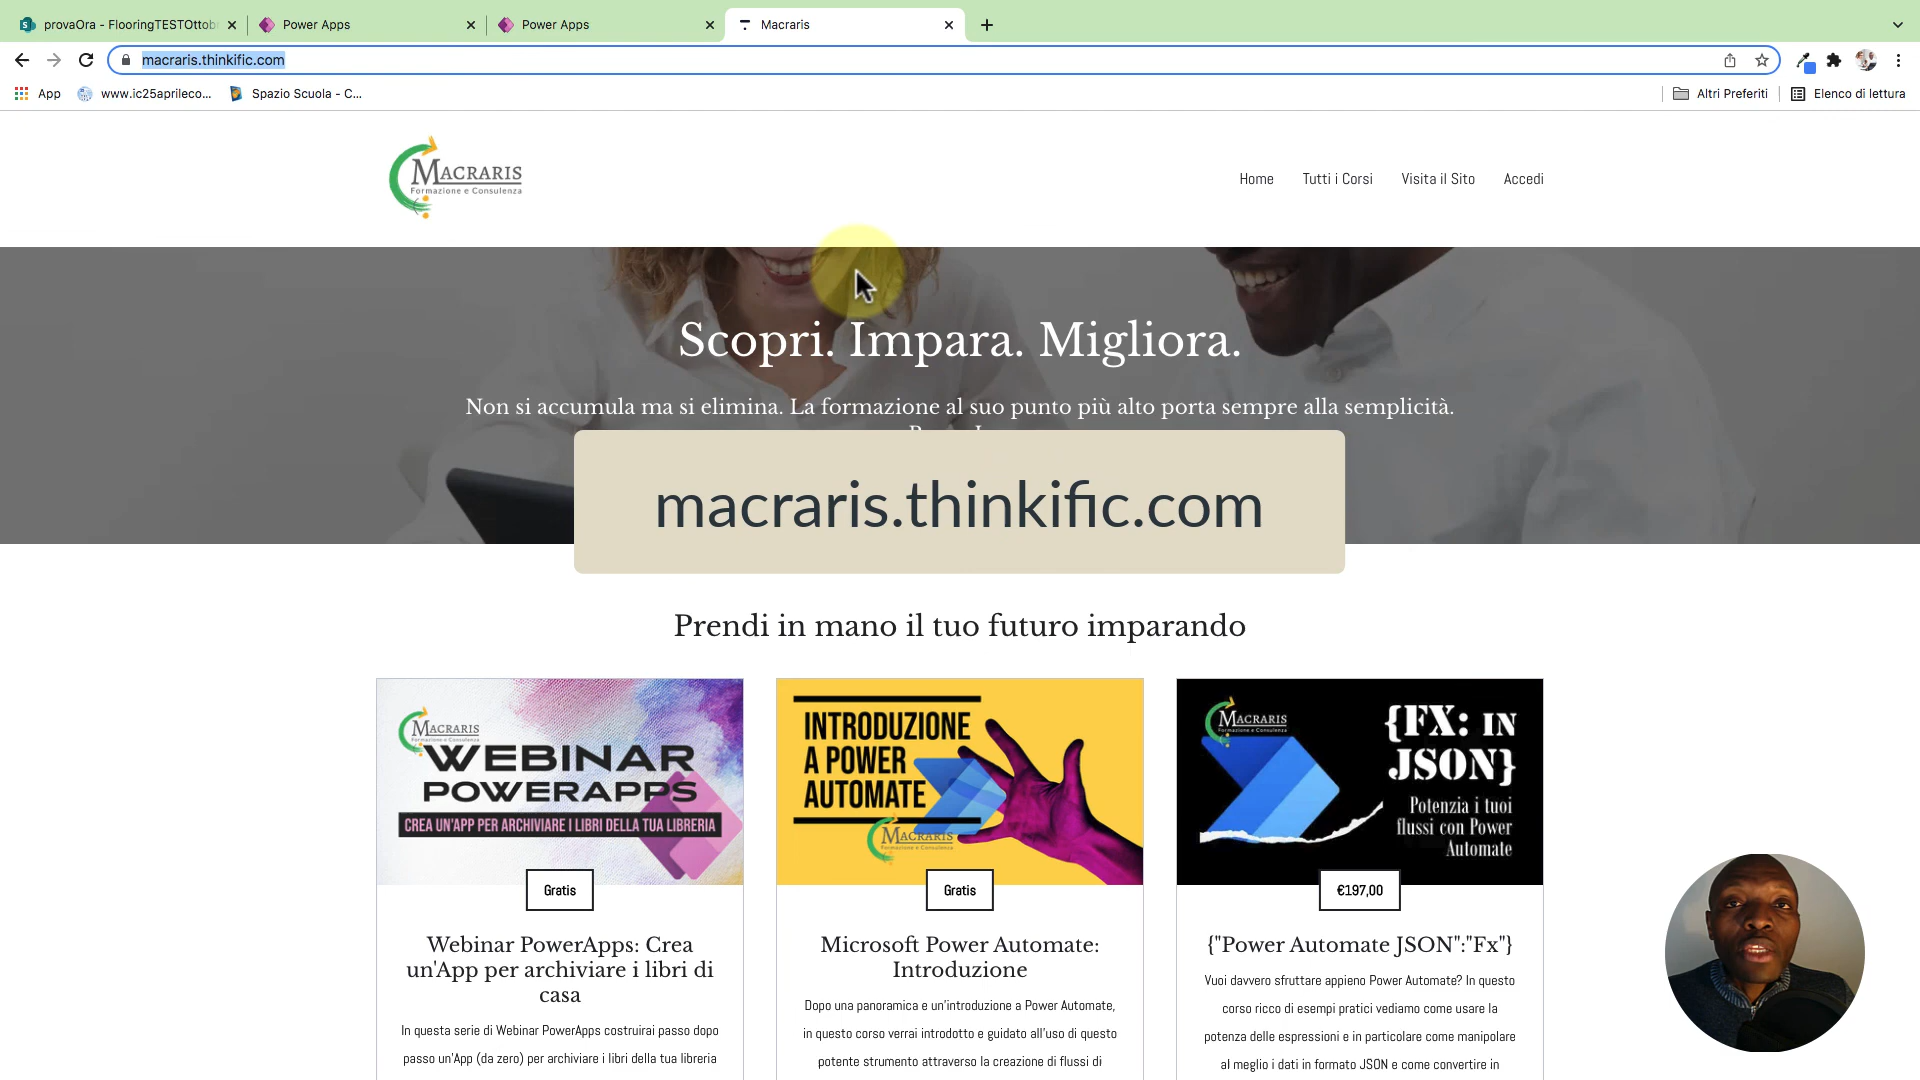 provaOra - FlooringTESTOttob
Power Apps
Power Apps
Macraris
macraris.thinkific.com
App
www.ic25aprileco...
Spazio Scuola - C...
Altri Preferiti
Elenco di lettura
MACRARIS
Formazione e Consulenza
Home
Tutti i Corsi
Visita il Sito
Accedi
Scopri. Impara. Migliora.
Non si accumula ma si elimina. La formazione al suo punto più alto porta sempre alla semplicità.
macraris.thinkific.com
Prendi in mano il tuo futuro imparando
MACRARIS
Formazione e Consulenza
WEBINAR
POWERAPPS
CREA UN'APP PER ARCHIVIARE I LIBRI DELLA TUA LIBRERIA
Gratis
Webinar PowerApps: Crea
un'App per archiviare i libri di
casa
In questa serie di Webinar PowerApps costruirai passo dopo
passo un'App (da zero) per archiviare i libri della tua libreria
INTRODUZIONE
A POWER
AUTOMATE
MACRARIS
Formazione e Consulenza
Gratis
Microsoft Power Automate:
Introduzione
Dopo una panoramica e un'introduzione a Power Automate,
in questo corso verrai introdotto e guidato all'uso di questo
potente strumento attraverso la creazione di flussi di
MACRARIS
Formazione e Consulenza
{FX: IN
JSON}
Potenzia i tuoi
flussi con Power
Automate
€197,00
{"Power Automate JSON":"Fx"}
Vuoi davvero sfruttare appieno Power Automate? In questo
corso ricco di esempi pratici vediamo come usare la
potenza delle espressioni e in particolare come manipolare
al meglio i dati in formato JSON e come convertire in